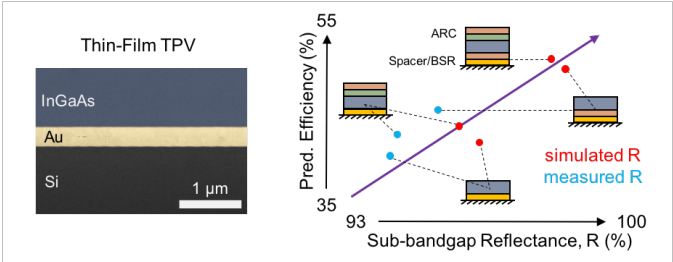 Thin-Film TPV
InGaAs
Au
Si
1 µm
55
Pred. Efficiency (%)
35
ARC
Spacer/BSR
simulated R
measured R
93
100
Sub-bandgap Reflectance, R (%)